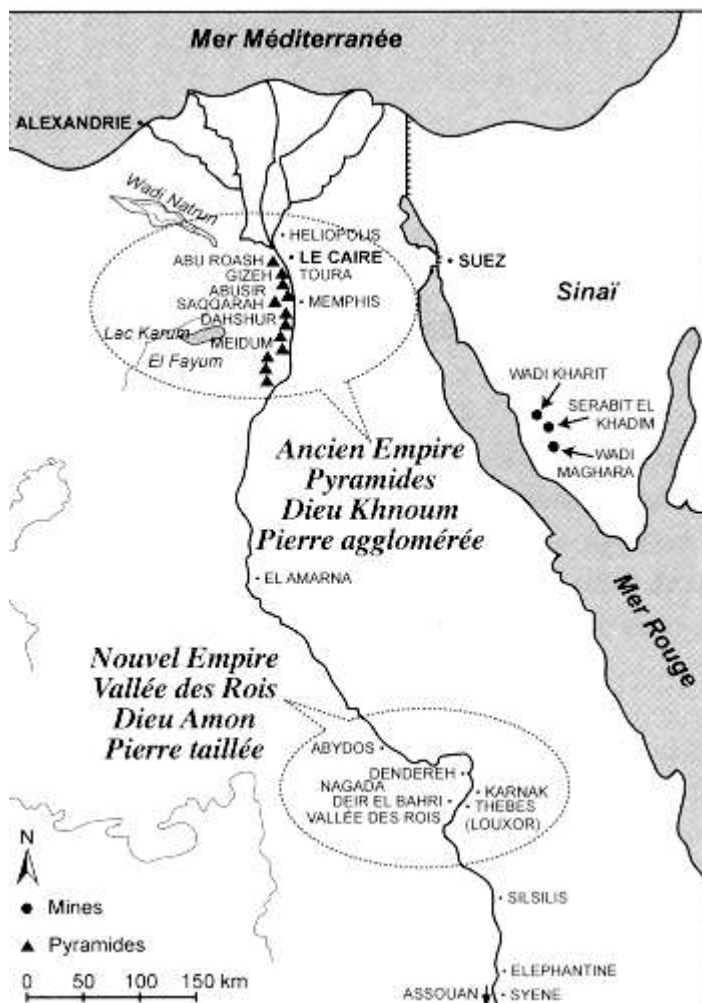 Mer Méditerranée
ALEXANDRIE
Wadi Natrun
HELIOPOLIS
ABU ROASH
LE CAIRE
GIZEH
TOURA
SUEZ
ABUSIR
SAQQARAH
MEMPHIS
Sinaï
DAHSHUR
Lac Karum
MEIDUM
El Fayum
WADI KHARIT
SERABIT EL
KHADIM
WADI
MAGHARA
Ancien Empire
Pyramides
Dieu Khnoum
Pierre agglomérée
EL AMARNA
Mer Rouge
Nouvel Empire
Vallée des Rois
Dieu Amon
Pierre taillée
ABYDOS
DENDEREH
NAGADA
KARNAK
DEIR EL BAHRI
THEBES
VALLÉE DES ROIS
(LOUXOR)
N
Mines
SILSILIS
Pyramides
ELEPHANTINE
0 50 100 150 km
ASSOUAN
SYENE